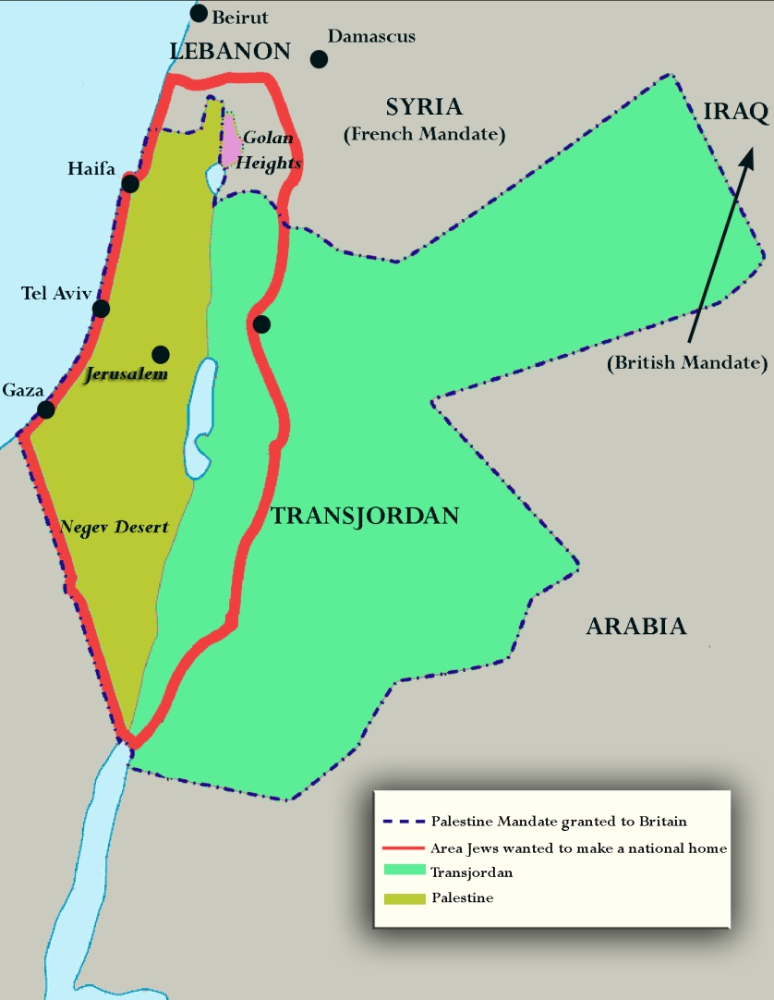 Beirut
Damascus
LEBANON
SYRIA
(French Mandate)
IRAQ
Golan
Heights
Haifa
Tel Aviv
Jerusalem
(British Mandate)
Gaza
TRANSJORDAN
Negev Desert
ARABIA
Palestine Mandate granted to Britain
Area Jews wanted to make a national home
Transjordan
Palestine